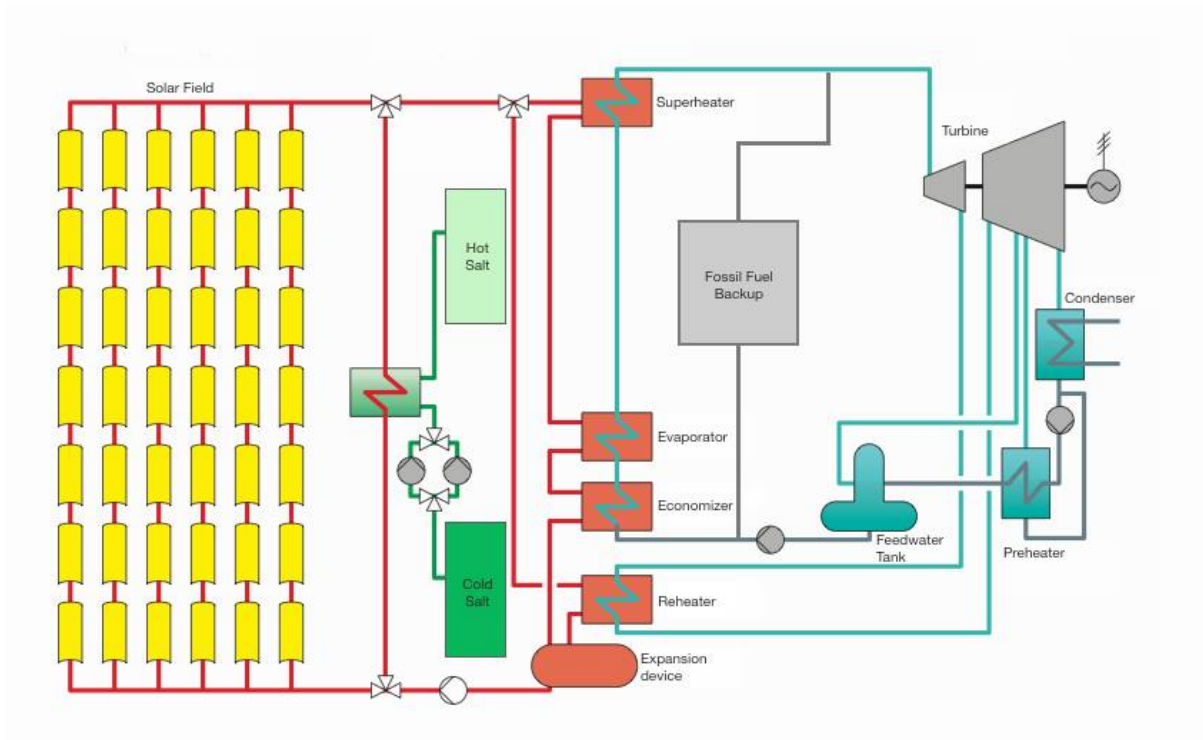 Solar Field
Superheater
Turbine
Hot
Salt
Fossil Fuel
Backup
Condenser
Evaporator
Economizer
Feedwater
Tank
Preheater
Cold
Salt
Reheater
Expansion
device